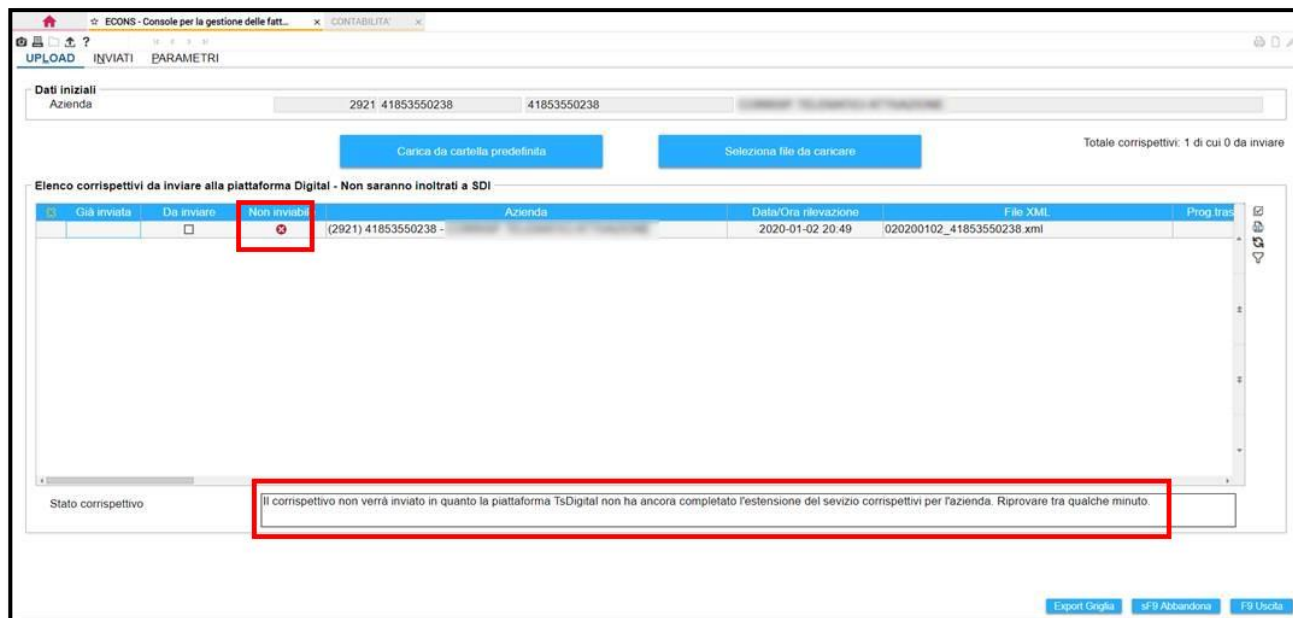 ☆ ECONS - Console per la gestione delle fatt... × CONTABILITA' ×
?
UPLOAD INVIATI PARAMETRI
Dati iniziali
Azienda 2921 41853550238 41853550238
Carica da cartella predefinita Seleziona file da caricare Totale corrispettivi: 1 di cui 0 da inviare
Elenco corrispettivi da inviare alla piattaforma Digital - Non saranno inoltrati a SDI
Già inviata Da inviare Non inviabil Azienda Data/Ora rilevazione File XML Prog.tras
(2921) 41853550238 - 2020-01-02 20:49 020200102_41853550238.xml
Stato corrispettivo Il corrispettivo non verrà inviato in quanto la piattaforma TsDigital non ha ancora completato l'estensione del sevizio corrispettivi per l'azienda. Riprovare tra qualche minuto.
Export Griglia sF9 Abbandona F9 Uscita